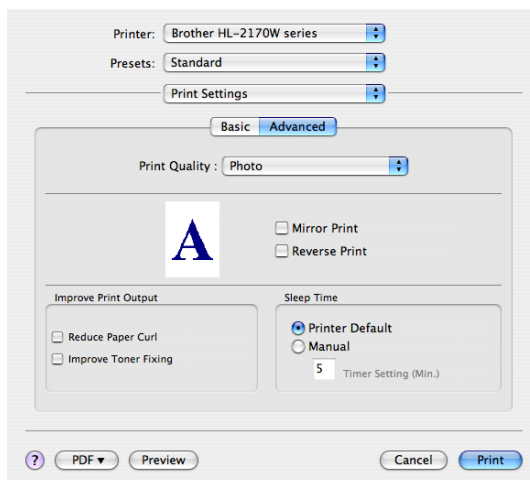 Printer: Brother HL-2170W series
Presets: Standard
Print Settings
Basic Advanced
Print Quality : Photo
A
Mirror Print
Reverse Print
Improve Print Output
Reduce Paper Curl
Improve Toner Fixing
Sleep Time
Printer Default
Manual
5 Timer Setting (Min.)
? PDF ▾ Preview Cancel Print